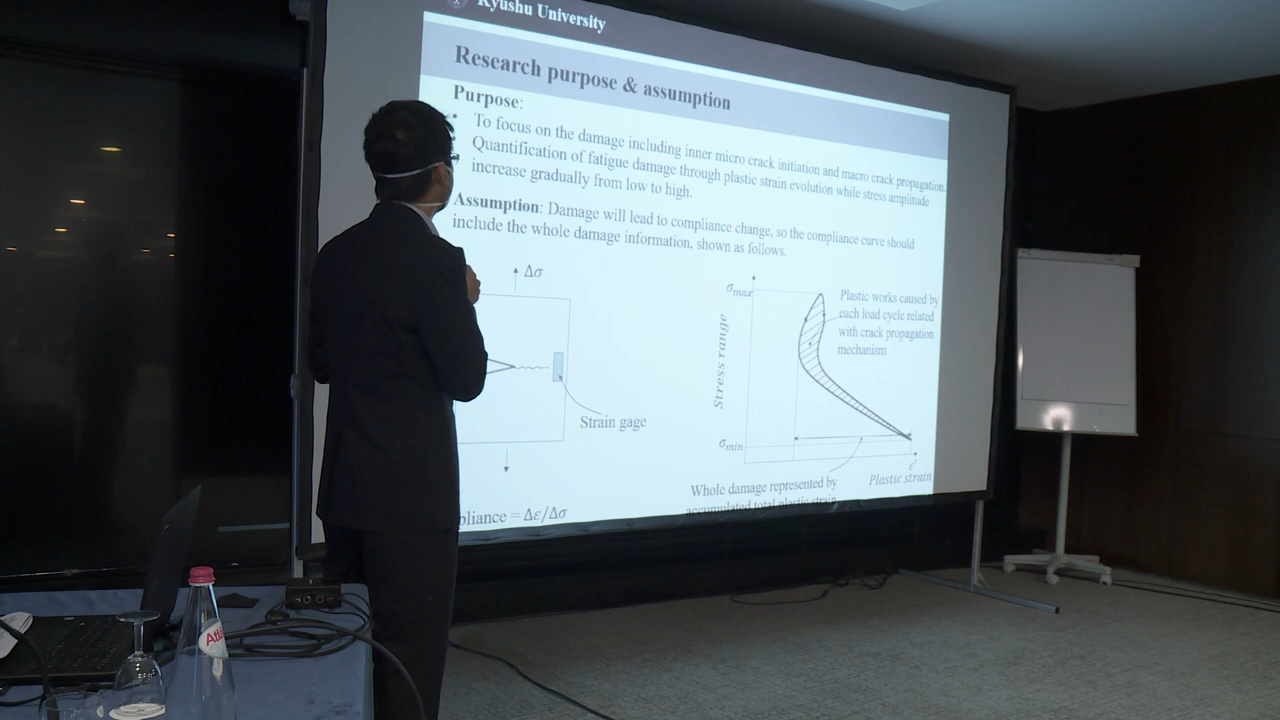 Kyushu University
Research purpose & assumption
Purpose:
To focus on the damage including inner micro crack initiation and macro crack propagation.
Quantification of fatigue damage through plastic strain evolution while stress amplitude
increase gradually from low to high.
Assumption: Damage will lead to compliance change, so the compliance curve should
include the whole damage information, shown as follows.
Δσ
Strain gage
pliance = Δε/Δσ
σmax
Stress range
σmin
Plastic works caused by
each load cycle related
with crack propagation
mechanism
ε'
Plastic strain
Whole damage represented by
accumulated total plastic strain